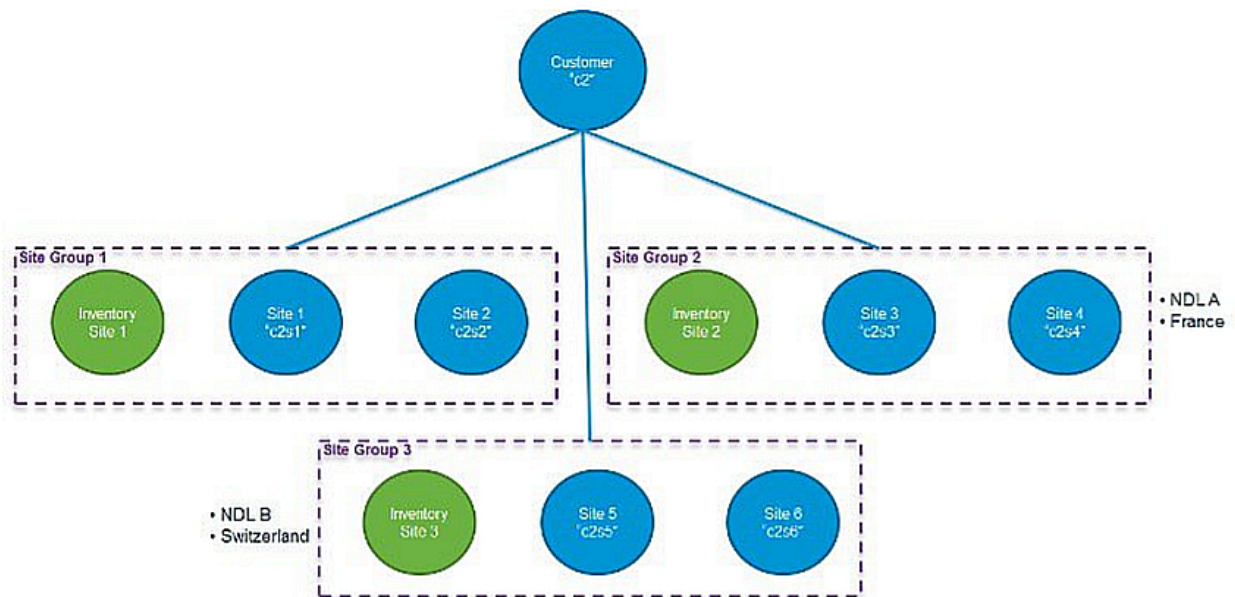 Customer
"c2"
Site Group 1
Inventory
Site 1
Site 1
"c2s1"
Site 2
"c2s2"
Site Group 2
Inventory
Site 2
Site 3
"c2s3"
Site 4
"c2s4"
• NDL A
• France
Site Group 3
Inventory
Site 3
Site 5
"c2s5"
Site 6
"c2s6"
• NDL B
• Switzerland